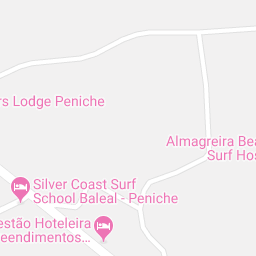 rs Lodge Peniche
Almagreira Bea
Surf Hos
Silver Coast Surf
School Baleal - Peniche
estão Hoteleira
eendimentos...